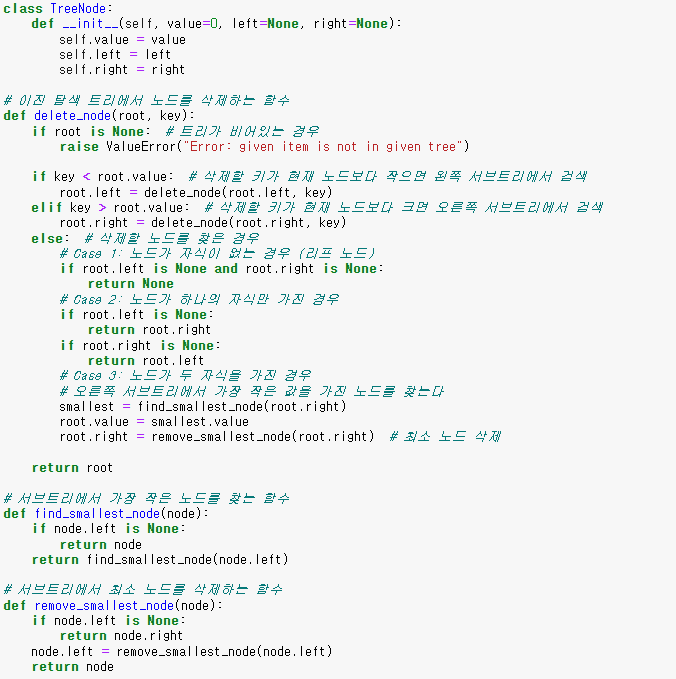 class TreeNode:
    def __init__(self, value=0, left=None, right=None):
        self.value = value
        self.left = left
        self.right = right

# 이진 탐색 트리에서 노드를 삭제하는 함수
def delete_node(root, key):
    if root is None:  # 트리가 비어있는 경우
        raise ValueError("Error: given item is not in given tree")

    if key < root.value:  # 삭제할 키가 현재 노드보다 작으면 왼쪽 서브트리에서 검색
        root.left = delete_node(root.left, key)
    elif key > root.value:  # 삭제할 키가 현재 노드보다 크면 오른쪽 서브트리에서 검색
        root.right = delete_node(root.right, key)
    else:  # 삭제할 노드를 찾은 경우
        # Case 1: 노드가 자식이 없는 경우 (리프 노드)
        if root.left is None and root.right is None:
            return None
        # Case 2: 노드가 하나의 자식만 가진 경우
        if root.left is None:
            return root.right
        if root.right is None:
            return root.left
        # Case 3: 노드가 두 자식을 가진 경우
        # 오른쪽 서브트리에서 가장 작은 값을 가진 노드를 찾는다
        smallest = find_smallest_node(root.right)
        root.value = smallest.value
        root.right = remove_smallest_node(root.right)  # 최소 노드 삭제

    return root

# 서브트리에서 가장 작은 노드를 찾는 함수
def find_smallest_node(node):
    if node.left is None:
        return node
    return find_smallest_node(node.left)

# 서브트리에서 최소 노드를 삭제하는 함수
def remove_smallest_node(node):
    if node.left is None:
        return node.right
    node.left = remove_smallest_node(node.left)
    return node